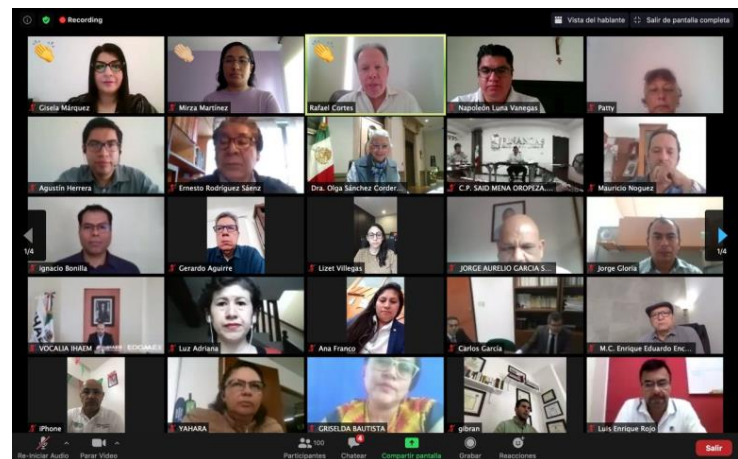 Recording
Vista del hablante
Salir de pantalla completa
Gisela Márquez
Mirza Martínez
Rafael Cortes
Napoleón Luna Vanegas
Patty
Agustín Herrera
Ernesto Rodríguez Sáenz
Dra. Olga Sánchez Corder...
C.P. SAID MENA OROPEZA...
Mauricio Noguez
1/4
1/4
Ignacio Bonilla
Gerardo Aguirre
Lizet Villegas
JORGE AURELIO GARCIA S...
Jorge Gloria
VOCALIA IHAEM
EDOMÉX
Luz Adriana
Ana Franco
Carlos García
M.C. Enrique Eduardo Enc...
iPhone
YAHARA
GRISELDA BAUTISTA
gibran
Luis Enrique Rojo
Re-Iniciar Audio
Parar Video
100
Participantes
4
Chatear
Compartir pantalla
Grabar
Reacciones
Salir